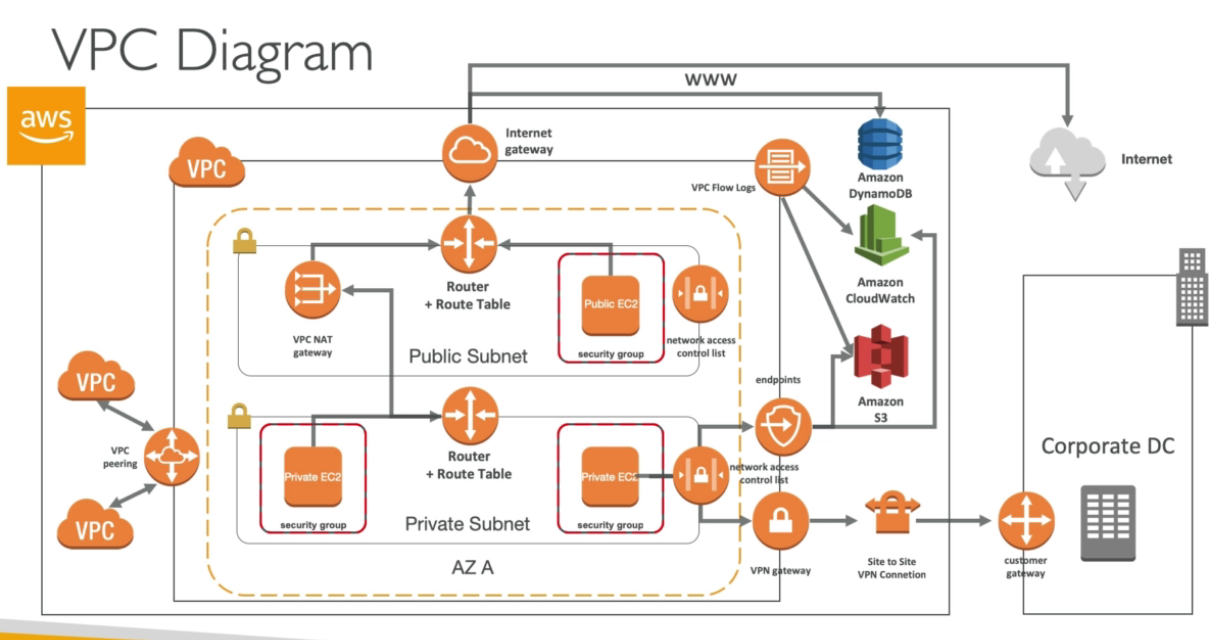 VPC Diagram
aws
WWW
Internet
gateway
VPC
VPC Flow Logs
Amazon
DynamoDB
Internet
Amazon
CloudWatch
Router
+ Route Table
Public EC2
security group
network access
control list
VPC NAT
gateway
Public Subnet
VPC
VPC
peering
VPC
endpoints
Amazon
S3
Router
+ Route Table
Private EC2
security group
Private EC2
security group
network access
control list
Private Subnet
AZ A
VPN gateway
Site to Site
VPN Connetion
customer
gateway
Corporate DC